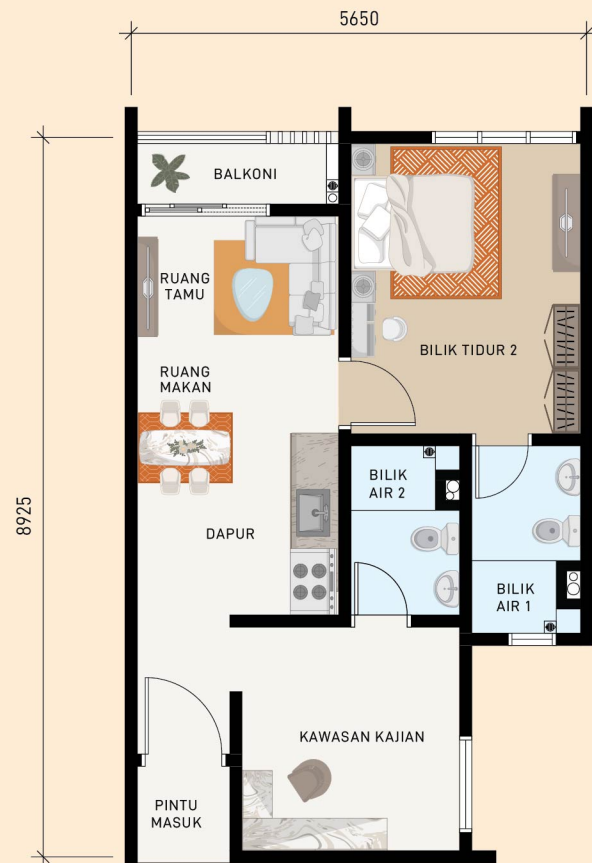 5650
BALKONI
RUANG
TAMU
BILIK TIDUR 2
RUANG
MAKAN
BILIK
AIR 2
8925
DAPUR
BILIK
AIR 1
KAWASAN KAJIAN
PINTU
MASUK